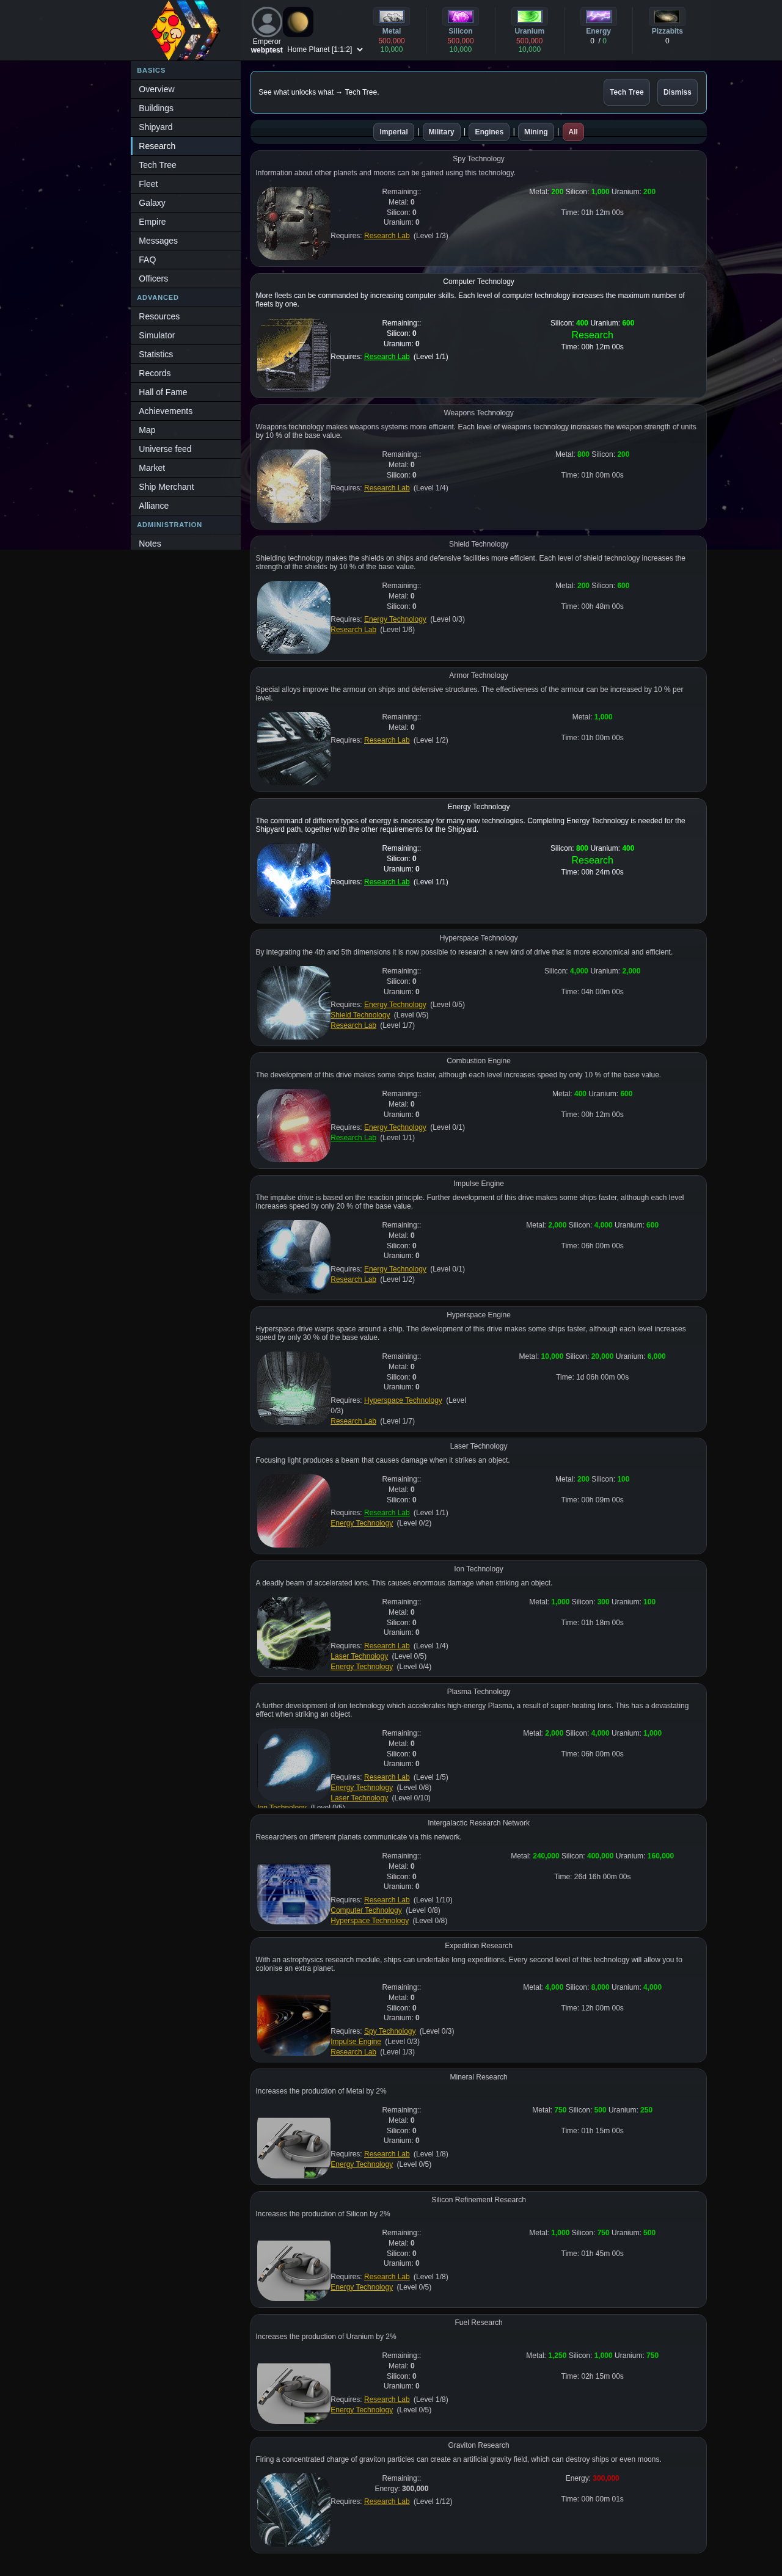 Emperor
webptest
Home Planet [1:1:2]
Metal
500,000
10,000
Silicon
500,000
10,000
Uranium
500,000
10,000
Energy
0 / 0
Pizzabits
0
BASICS
Overview
Buildings
Shipyard
Research
Tech Tree
Fleet
Galaxy
Empire
Messages
FAQ
Officers
ADVANCED
Resources
Simulator
Statistics
Records
Hall of Fame
Achievements
Map
Universe feed
Market
Ship Merchant
Alliance
ADMINISTRATION
Notes
See what unlocks what → Tech Tree.
Tech Tree
Dismiss
Imperial | Military | Engines | Mining | All
Spy Technology
Information about other planets and moons can be gained using this technology.
Remaining::
Metal: 0
Silicon: 0
Uranium: 0
Requires: Research Lab (Level 1/3)
Metal: 200 Silicon: 1,000 Uranium: 200
Time: 01h 12m 00s
Computer Technology
More fleets can be commanded by increasing computer skills. Each level of computer technology increases the maximum number of
fleets by one.
Remaining::
Silicon: 0
Uranium: 0
Requires: Research Lab (Level 1/1)
Silicon: 400 Uranium: 600
Research
Time: 00h 12m 00s
Weapons Technology
Weapons technology makes weapons systems more efficient. Each level of weapons technology increases the weapon strength of units
by 10 % of the base value.
Remaining::
Metal: 0
Silicon: 0
Requires: Research Lab (Level 1/4)
Metal: 800 Silicon: 200
Time: 01h 00m 00s
Shield Technology
Shielding technology makes the shields on ships and defensive facilities more efficient. Each level of shield technology increases the
strength of the shields by 10 % of the base value.
Remaining::
Metal: 0
Silicon: 0
Requires: Energy Technology (Level 0/3)
Research Lab (Level 1/6)
Metal: 200 Silicon: 600
Time: 00h 48m 00s
Armor Technology
Special alloys improve the armour on ships and defensive structures. The effectiveness of the armour can be increased by 10 % per
level.
Remaining::
Metal: 0
Requires: Research Lab (Level 1/2)
Metal: 1,000
Time: 01h 00m 00s
Energy Technology
The command of different types of energy is necessary for many new technologies. Completing Energy Technology is needed for the
Shipyard path, together with the other requirements for the Shipyard.
Remaining::
Silicon: 0
Uranium: 0
Requires: Research Lab (Level 1/1)
Silicon: 800 Uranium: 400
Research
Time: 00h 24m 00s
Hyperspace Technology
By integrating the 4th and 5th dimensions it is now possible to research a new kind of drive that is more economical and efficient.
Remaining::
Silicon: 0
Uranium: 0
Requires: Energy Technology (Level 0/5)
Shield Technology (Level 0/5)
Research Lab (Level 1/7)
Silicon: 4,000 Uranium: 2,000
Time: 04h 00m 00s
Combustion Engine
The development of this drive makes some ships faster, although each level increases speed by only 10 % of the base value.
Remaining::
Metal: 0
Uranium: 0
Requires: Energy Technology (Level 0/1)
Research Lab (Level 1/1)
Metal: 400 Uranium: 600
Time: 00h 12m 00s
Impulse Engine
The impulse drive is based on the reaction principle. Further development of this drive makes some ships faster, although each level
increases speed by only 20 % of the base value.
Remaining::
Metal: 0
Silicon: 0
Uranium: 0
Requires: Energy Technology (Level 0/1)
Research Lab (Level 1/2)
Metal: 2,000 Silicon: 4,000 Uranium: 600
Time: 06h 00m 00s
Hyperspace Engine
Hyperspace drive warps space around a ship. The development of this drive makes some ships faster, although each level increases
speed by only 30 % of the base value.
Remaining::
Metal: 0
Silicon: 0
Uranium: 0
Requires: Hyperspace Technology (Level
0/3)
Research Lab (Level 1/7)
Metal: 10,000 Silicon: 20,000 Uranium: 6,000
Time: 1d 06h 00m 00s
Laser Technology
Focusing light produces a beam that causes damage when it strikes an object.
Remaining::
Metal: 0
Silicon: 0
Requires: Research Lab (Level 1/1)
Energy Technology (Level 0/2)
Metal: 200 Silicon: 100
Time: 00h 09m 00s
Ion Technology
A deadly beam of accelerated ions. This causes enormous damage when striking an object.
Remaining::
Metal: 0
Silicon: 0
Uranium: 0
Requires: Research Lab (Level 1/4)
Laser Technology (Level 0/5)
Energy Technology (Level 0/4)
Metal: 1,000 Silicon: 300 Uranium: 100
Time: 01h 18m 00s
Plasma Technology
A further development of ion technology which accelerates high-energy Plasma, a result of super-heating Ions. This has a devastating
effect when striking an object.
Remaining::
Metal: 0
Silicon: 0
Uranium: 0
Requires: Research Lab (Level 1/5)
Energy Technology (Level 0/8)
Laser Technology (Level 0/10)
Ion Technology (Level 0/5)
Metal: 2,000 Silicon: 4,000 Uranium: 1,000
Time: 06h 00m 00s
Intergalactic Research Network
Researchers on different planets communicate via this network.
Remaining::
Metal: 0
Silicon: 0
Uranium: 0
Requires: Research Lab (Level 1/10)
Computer Technology (Level 0/8)
Hyperspace Technology (Level 0/8)
Metal: 240,000 Silicon: 400,000 Uranium: 160,000
Time: 26d 16h 00m 00s
Expedition Research
With an astrophysics research module, ships can undertake long expeditions. Every second level of this technology will allow you to
colonise an extra planet.
Remaining::
Metal: 0
Silicon: 0
Uranium: 0
Requires: Spy Technology (Level 0/3)
Impulse Engine (Level 0/3)
Research Lab (Level 1/3)
Metal: 4,000 Silicon: 8,000 Uranium: 4,000
Time: 12h 00m 00s
Mineral Research
Increases the production of Metal by 2%
Remaining::
Metal: 0
Silicon: 0
Uranium: 0
Requires: Research Lab (Level 1/8)
Energy Technology (Level 0/5)
Metal: 750 Silicon: 500 Uranium: 250
Time: 01h 15m 00s
Silicon Refinement Research
Increases the production of Silicon by 2%
Remaining::
Metal: 0
Silicon: 0
Uranium: 0
Requires: Research Lab (Level 1/8)
Energy Technology (Level 0/5)
Metal: 1,000 Silicon: 750 Uranium: 500
Time: 01h 45m 00s
Fuel Research
Increases the production of Uranium by 2%
Remaining::
Metal: 0
Silicon: 0
Uranium: 0
Requires: Research Lab (Level 1/8)
Energy Technology (Level 0/5)
Metal: 1,250 Silicon: 1,000 Uranium: 750
Time: 02h 15m 00s
Graviton Research
Firing a concentrated charge of graviton particles can create an artificial gravity field, which can destroy ships or even moons.
Remaining::
Energy: 300,000
Requires: Research Lab (Level 1/12)
Energy: 300,000
Time: 00h 00m 01s